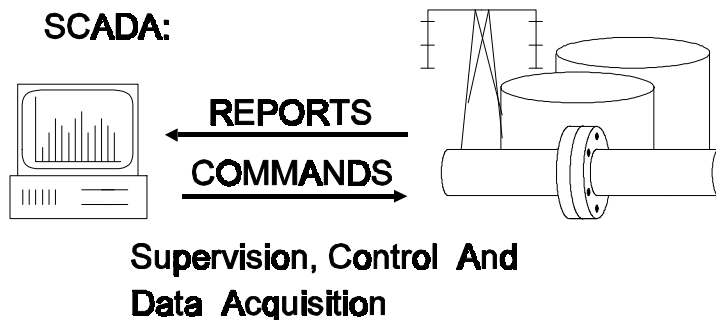 SCADA:
REPORTS
COMMANDS
Supervision, Control And
Data Acquisition